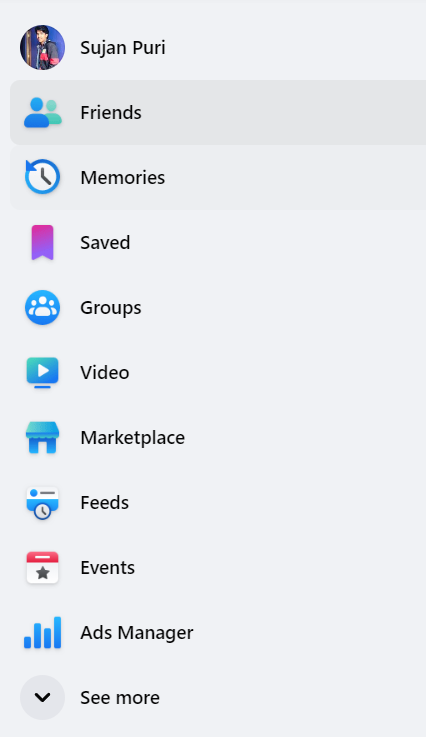 Sujan Puri
Friends
Memories
Saved
Groups
Video
Marketplace
Feeds
Events
Ads Manager
See more